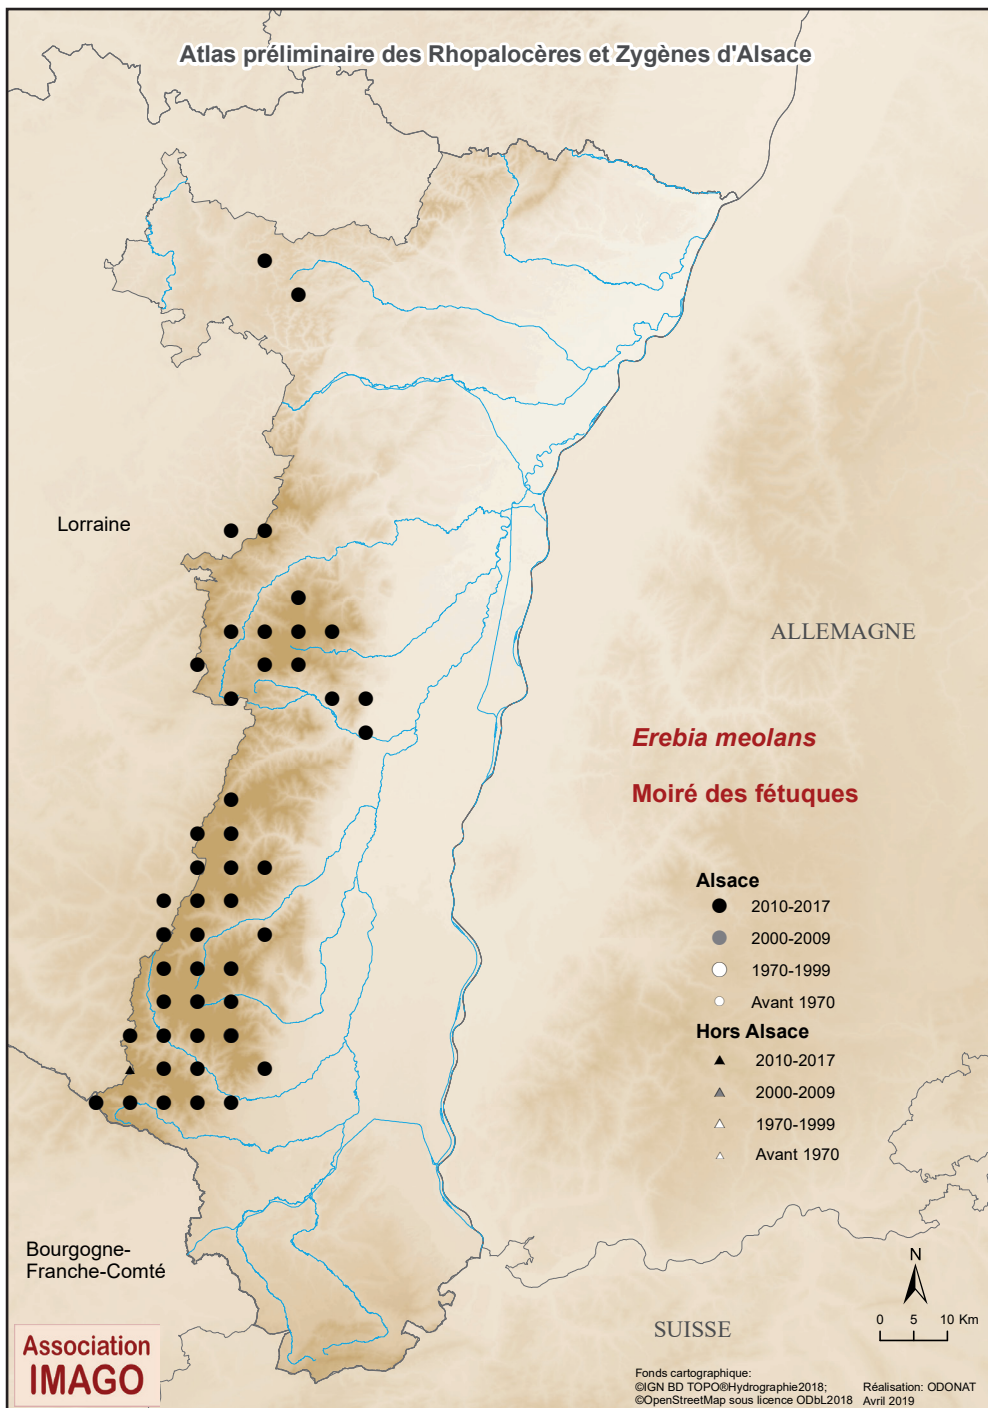 Atlas préliminaire des Rhopalocères et Zygènes d'Alsace
Lorraine
ALLEMAGNE
Erebia meolans
Moiré des fétuques
Alsace
2010-2017
2000-2009
1970-1999
Avant 1970
Hors Alsace
2010-2017
2000-2009
1970-1999
Avant 1970
Bourgogne-
Franche-Comté
N
0 5 10 Km
SUISSE
Association
IMAGO
Fonds cartographique:
©IGN BD TOPO®Hydrographie2018;
©OpenStreetMap sous licence ODbL2018
Réalisation: ODONAT
Avril 2019